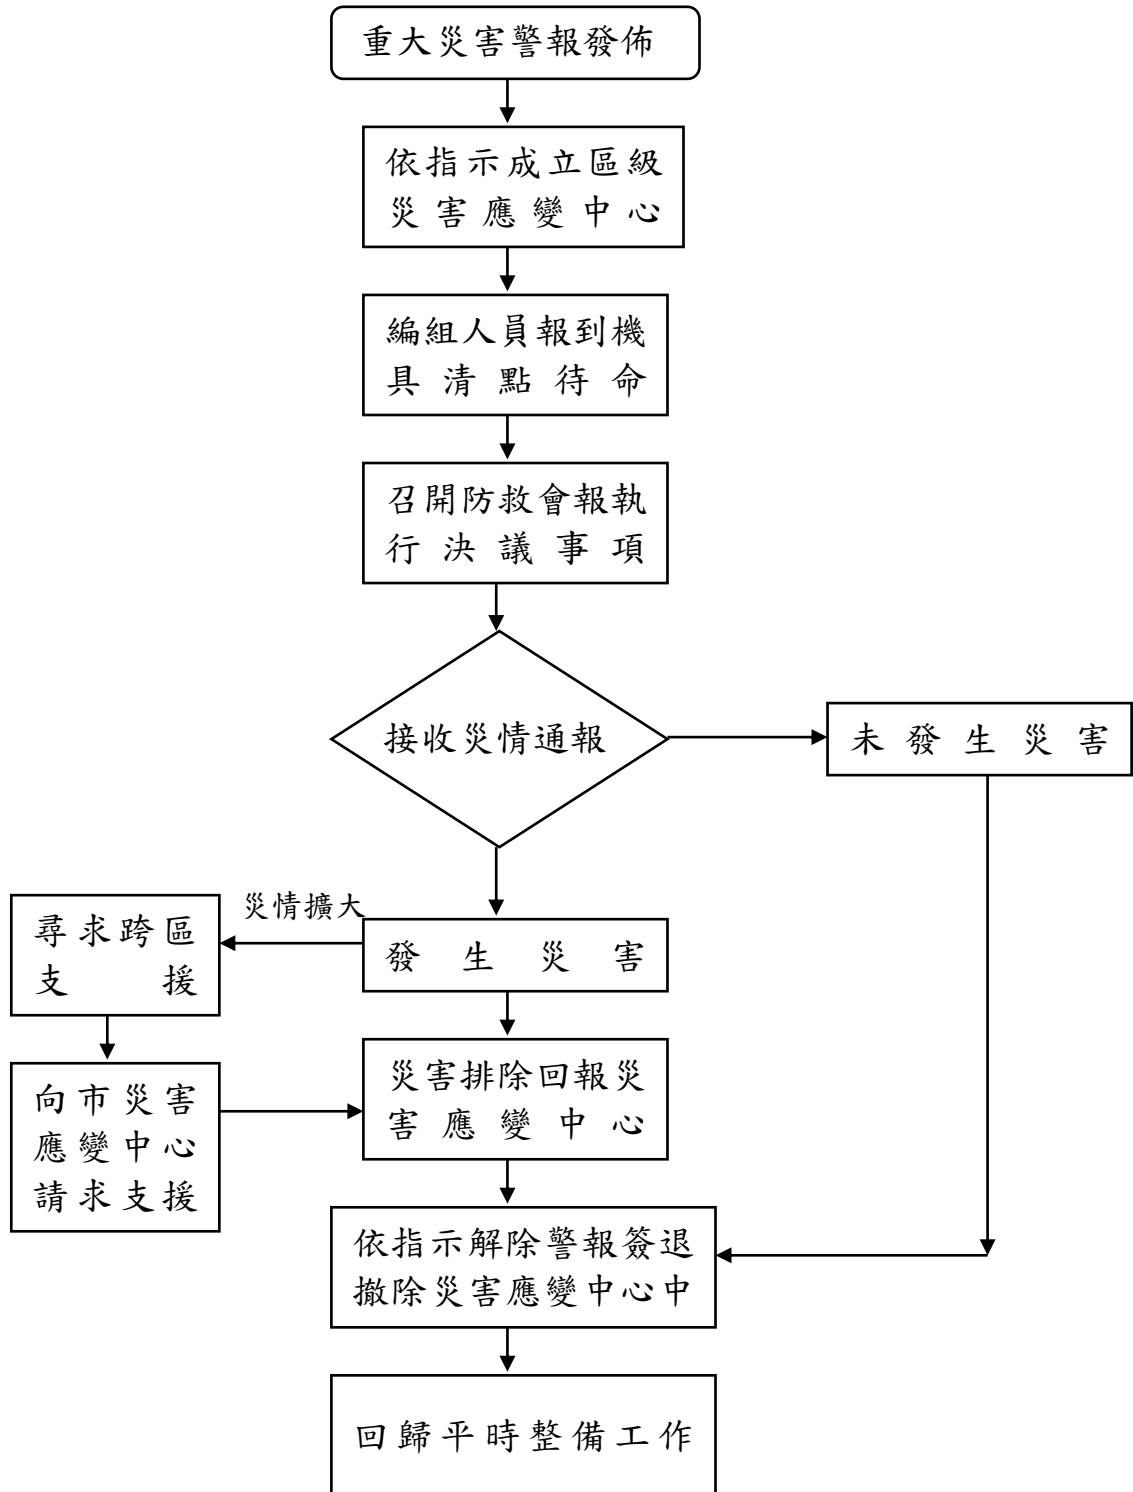 重大災害警報發佈
依指示成立區級
災害應變中心
編組人員報到機
具清點待命
召開防救會報執
行決議事項
接收災情通報
未發生災害
災情擴大
尋求跨區
支援
發生災害
向市災害
應變中心
請求支援
災害排除回報災
害應變中心
依指示解除警報簽退
撤除災害應變中心中
回歸平時整備工作